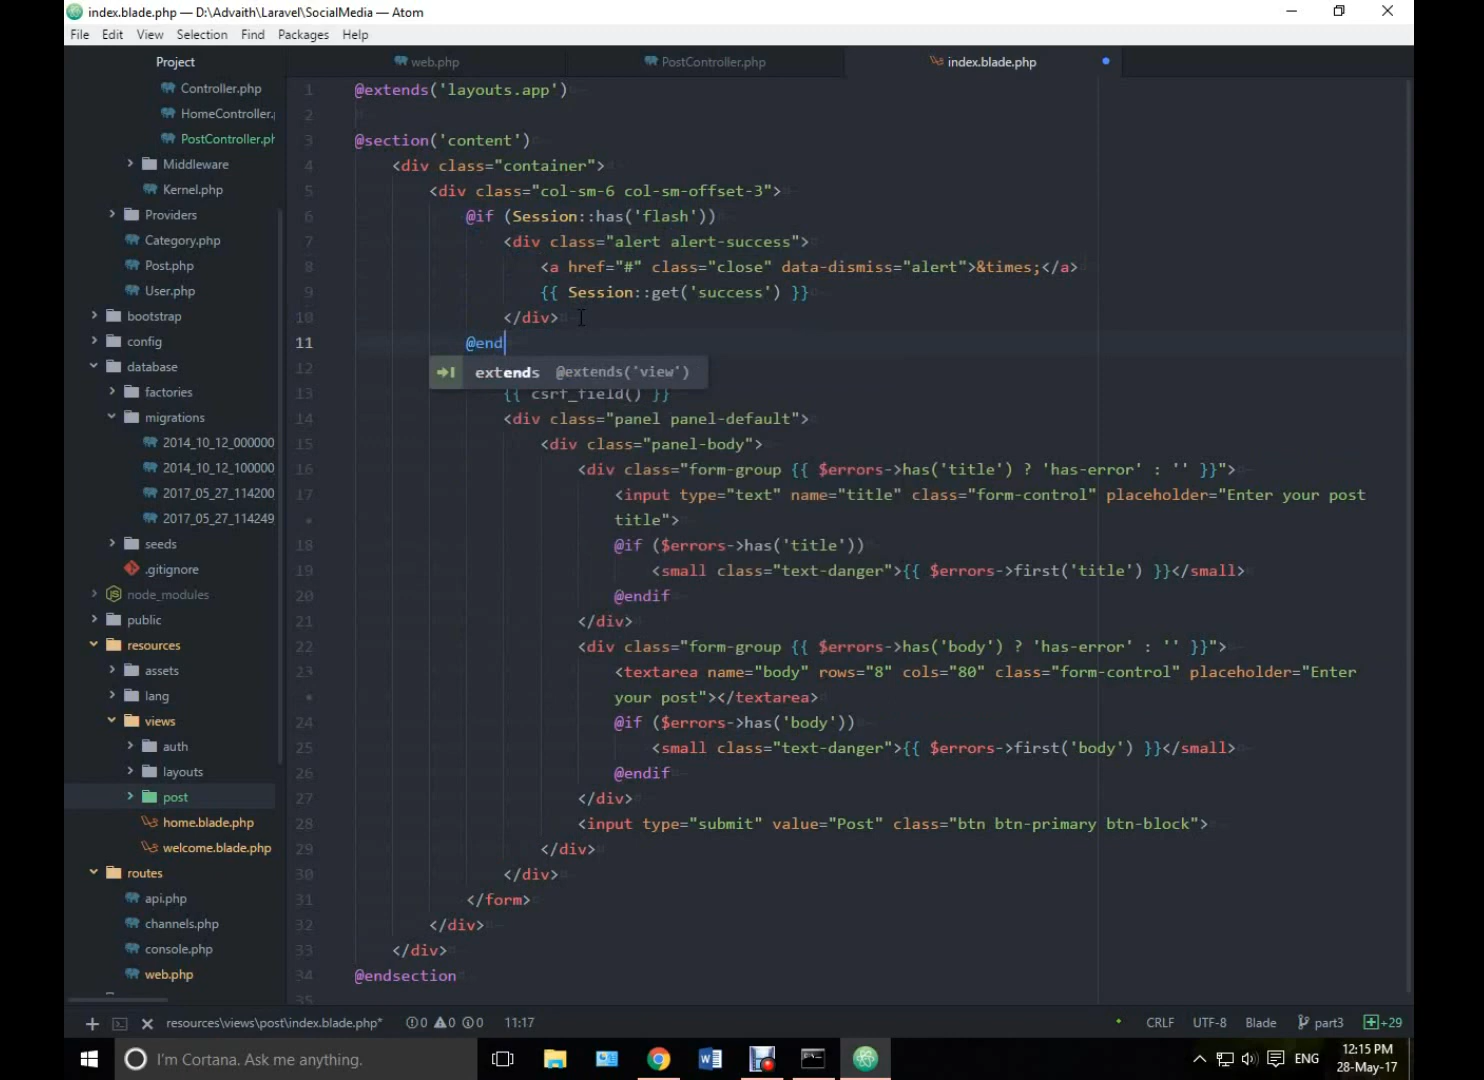 index.blade.php — D:\Advaith\Laravel\SocialMedia — Atom
File Edit View Selection Find Packages Help
Project
Controller.php
HomeController.
PostController.ph
Middleware
Kernel.php
Providers
Category.php
Post.php
User.php
bootstrap
config
database
factories
migrations
2014_10_12_000000
2014_10_12_100000
2017_05_27_114200
2017_05_27_114249
seeds
.gitignore
node_modules
public
resources
assets
lang
views
auth
layouts
post
home.blade.php
welcome.blade.php
routes
api.php
channels.php
console.php
web.php
web.php PostController.php index.blade.php
1 @extends('layouts.app')
2
3 @section('content')
4 <div class="container">
5 <div class="col-sm-6 col-sm-offset-3">
6 @if (Session::has('flash'))
7 <div class="alert alert-success">
8 <a href="#" class="close" data-dismiss="alert">&times;</a>
9 {{ Session::get('success') }}
10 </div>
11 @end
12
extends @extends('view')
13 {{ csrf_field() }}
14 <div class="panel panel-default">
15 <div class="panel-body">
16 <div class="form-group {{ $errors->has('title') ? 'has-error' : '' }}">
17 <input type="text" name="title" class="form-control" placeholder="Enter your post
title">
18 @if ($errors->has('title'))
19 <small class="text-danger">{{ $errors->first('title') }}</small>
20 @endif
21 </div>
22 <div class="form-group {{ $errors->has('body') ? 'has-error' : '' }}">
23 <textarea name="body" rows="8" cols="80" class="form-control" placeholder="Enter
your post"></textarea>
24 @if ($errors->has('body'))
25 <small class="text-danger">{{ $errors->first('body') }}</small>
26 @endif
27 </div>
28 <input type="submit" value="Post" class="btn btn-primary btn-block">
29 </div>
30 </div>
31 </form>
32 </div>
33 </div>
34 @endsection
35
resources\views\post\index.blade.php* 0 0 0 11:17 CRLF UTF-8 Blade part3 +29
I'm Cortana. Ask me anything.
ENG
12:15 PM
28-May-17